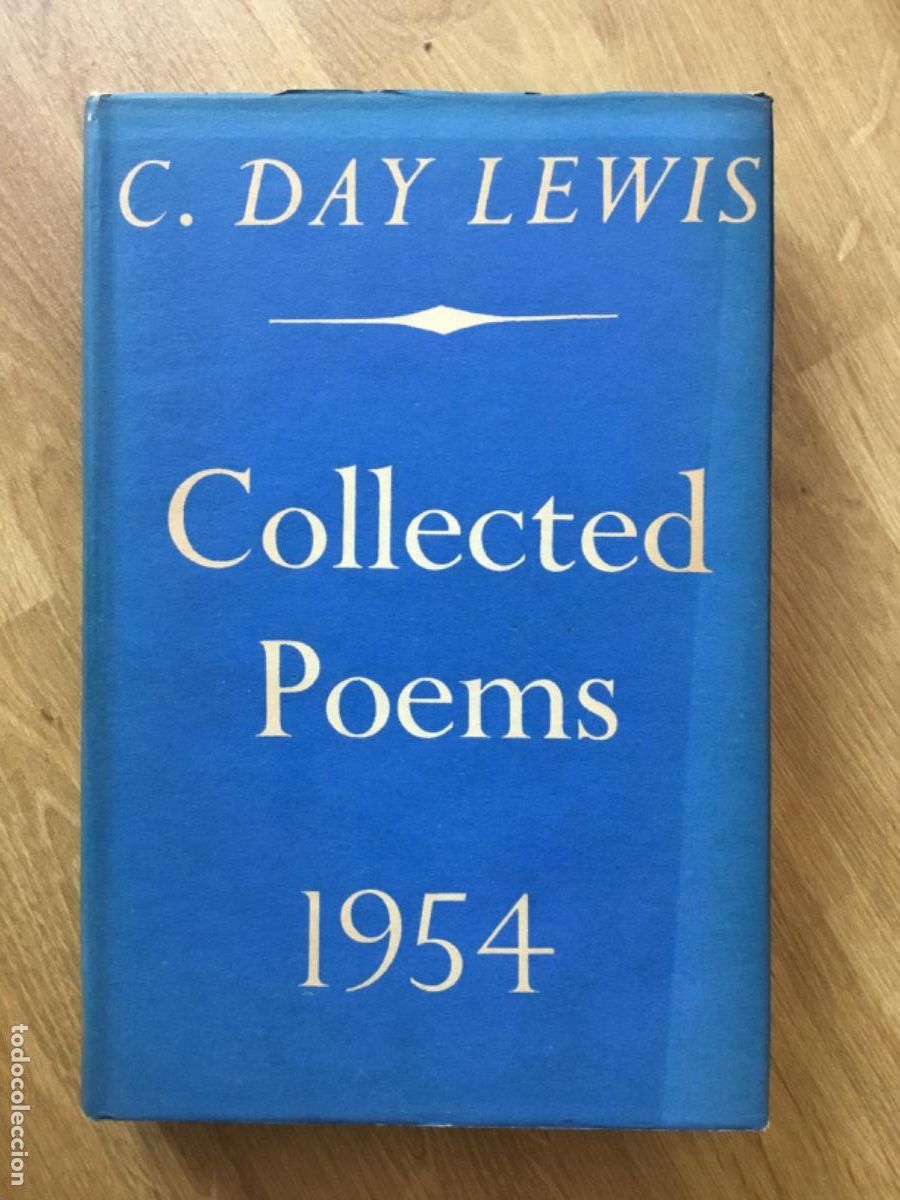 C. DAY LEWIS
Collected
Poems
1954
todocoleccion